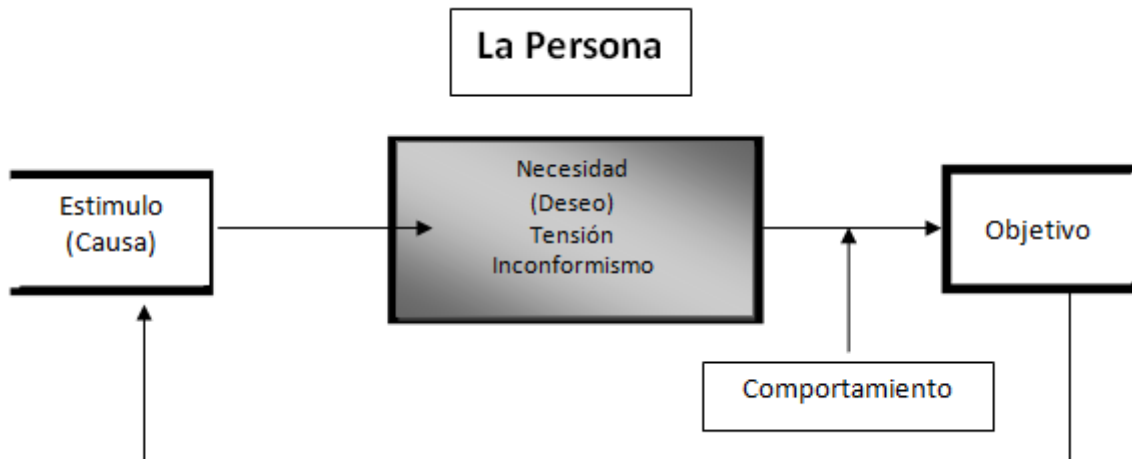 La Persona
Estimulo
(Causa)
Necesidad
(Deseo)
Tensión
Inconformismo
Objetivo
Comportamiento